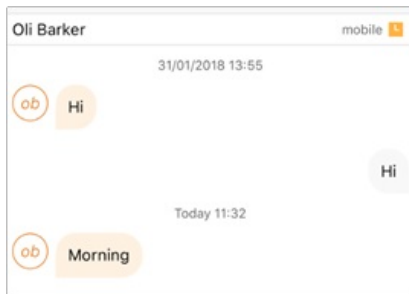 Oli Barker mobile
31/01/2018 13:55
ob Hi
Hi
Today 11:32
ob Morning